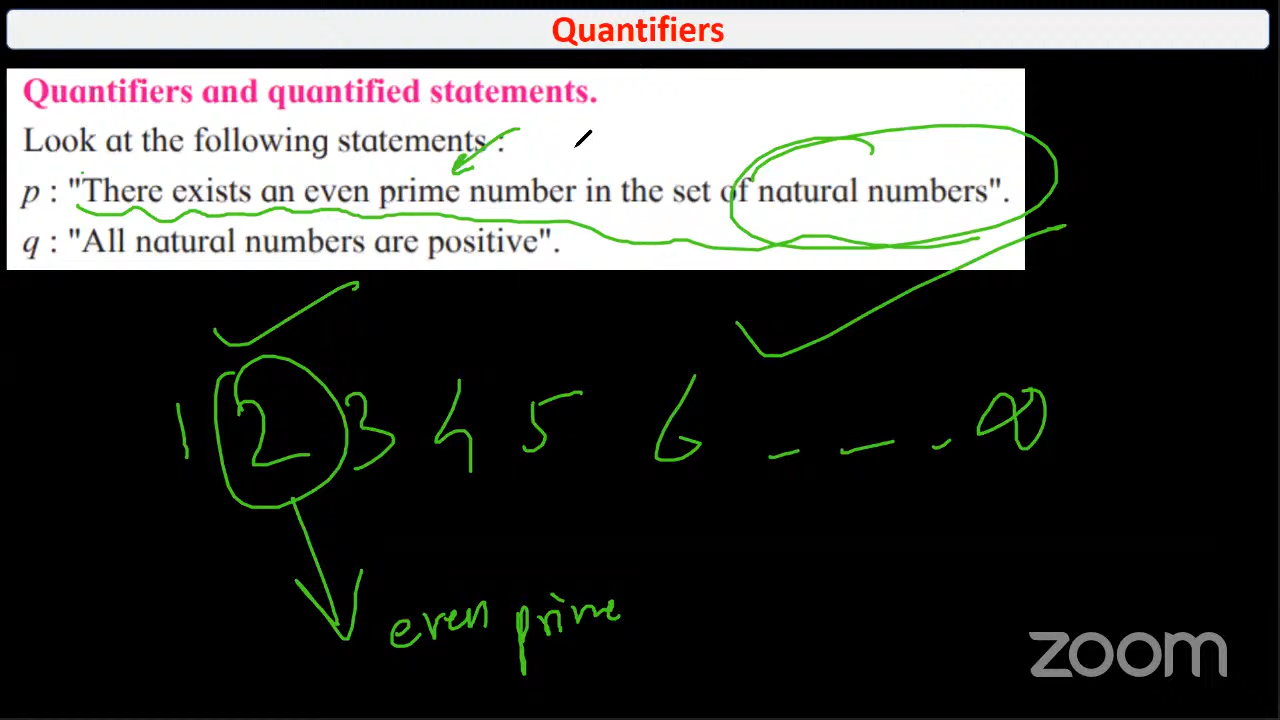 Quantifiers
Quantifiers and quantified statements.
Look at the following statements :
p : "There exists an even prime number in the set of natural numbers".
q : "All natural numbers are positive".
1 2 3 4 5 6 _ _ _ . ∞
even prime
zoom